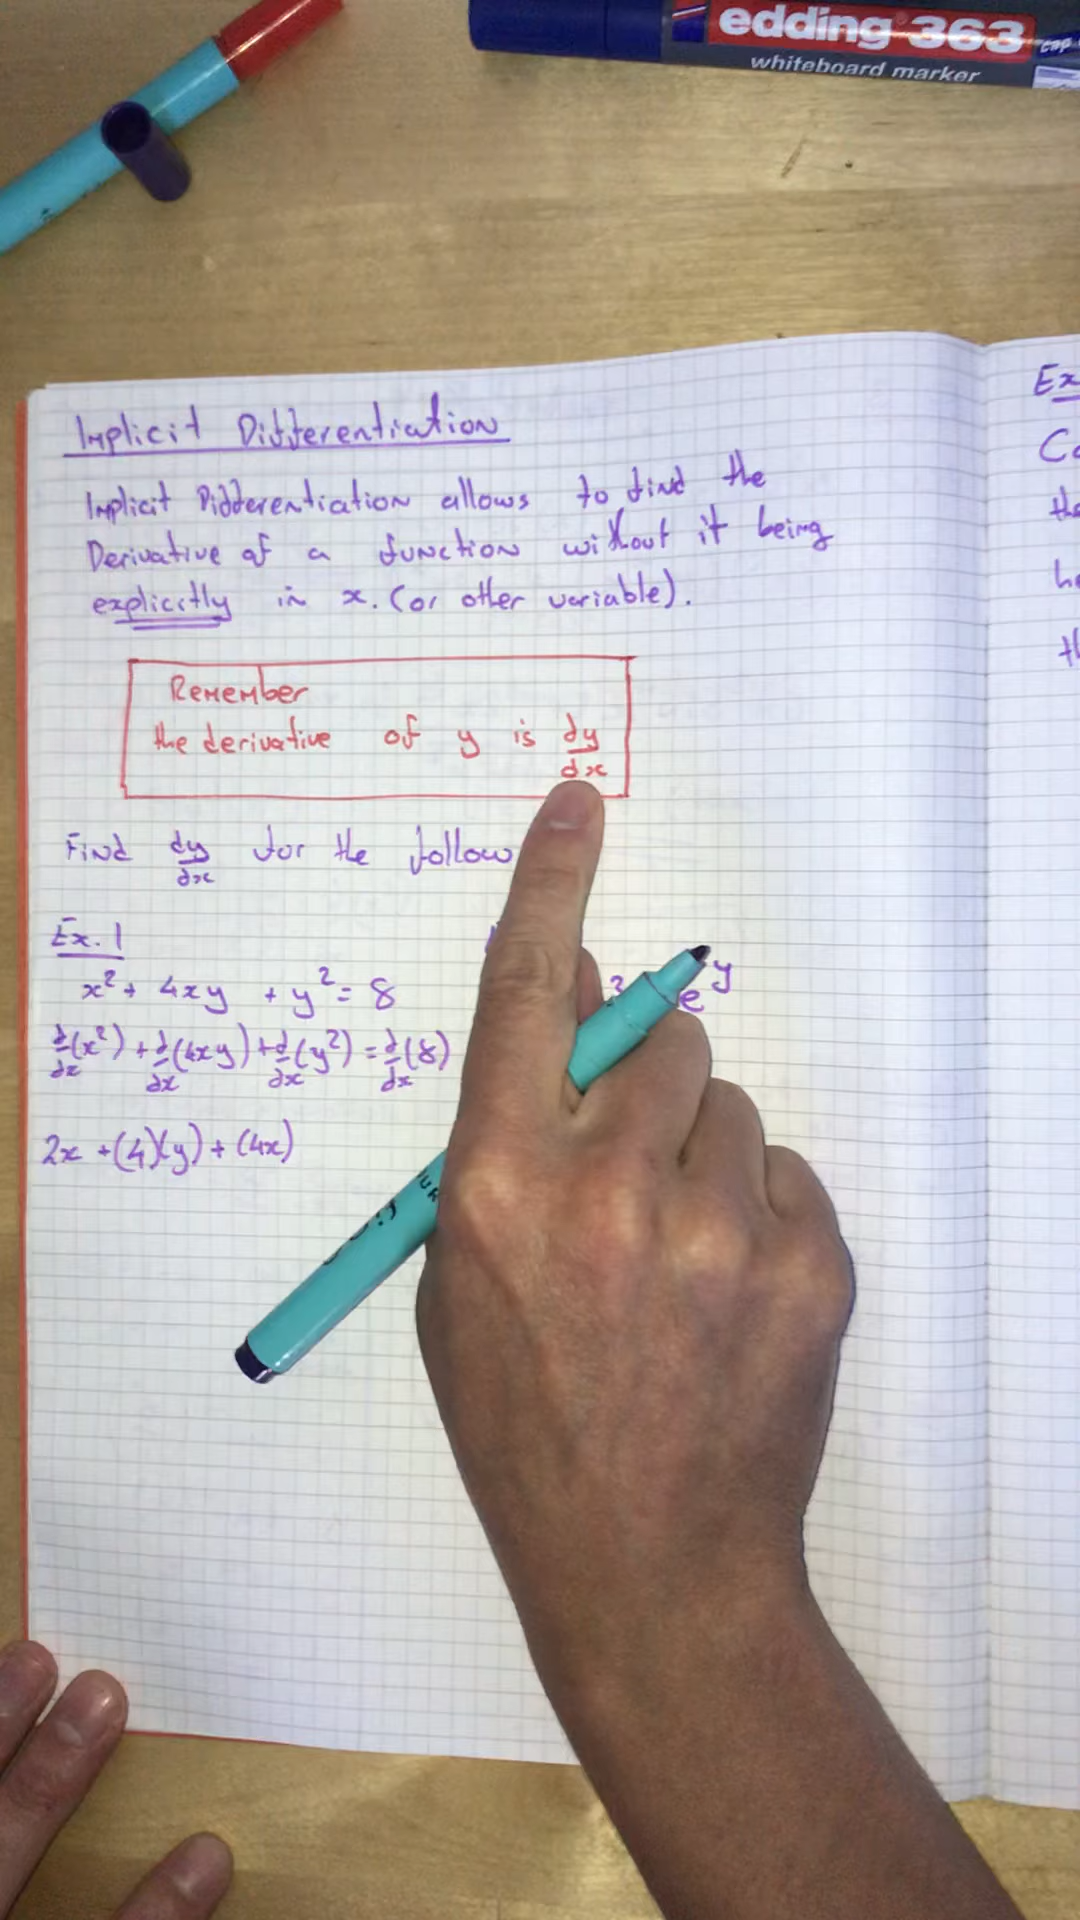 edding 363 cap
whiteboard marker
Implicit Differentiation
Implicit Differentiation allows to find the
Derivative of a function without it being
explicitly in x. (or other variable).
Remember
the derivative of y is dy/dx
Find dy/dx for the follow
Ex. 1
x² + 4xy + y² = 8
e^y
d/dx(x²) + d/dx(4xy) + d/dx(y²) = d/dx(8)
2x + (4)(y) + (4x)
Ex